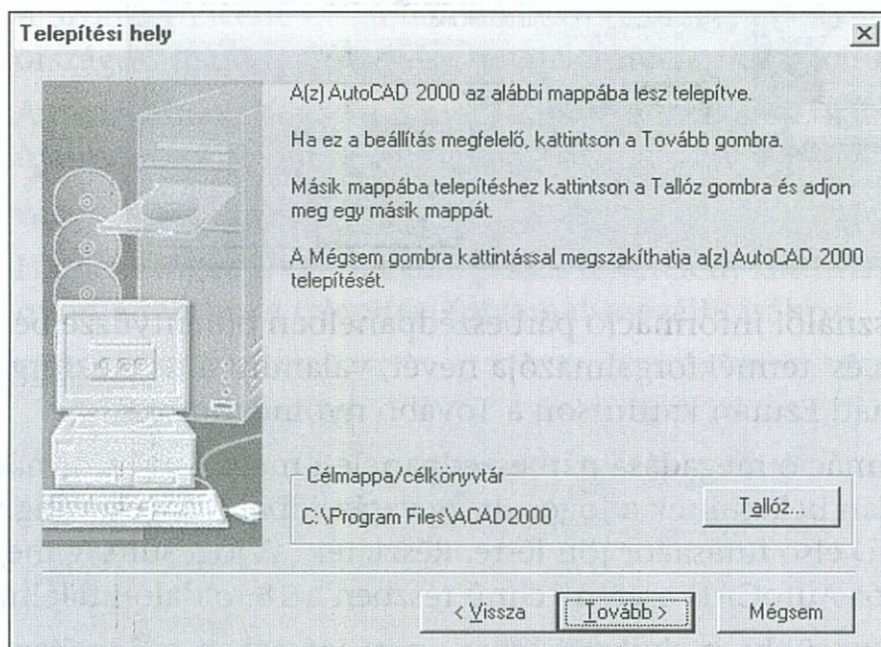 Telepítési hely
A(z) AutoCAD 2000 az alábbi mappába lesz telepítve.
Ha ez a beállítás megfelelő, kattintson a Tovább gombra.
Másik mappába telepítéshez kattintson a Tallóz gombra és adjon
meg egy másik mappát.
A Mégsem gombra kattintással megszakíthatja a(z) AutoCAD 2000
telepítését.
Célmappa/célkönyvtár
C:\Program Files\ACAD2000
Tallóz...
< Vissza
Tovább >
Mégsem